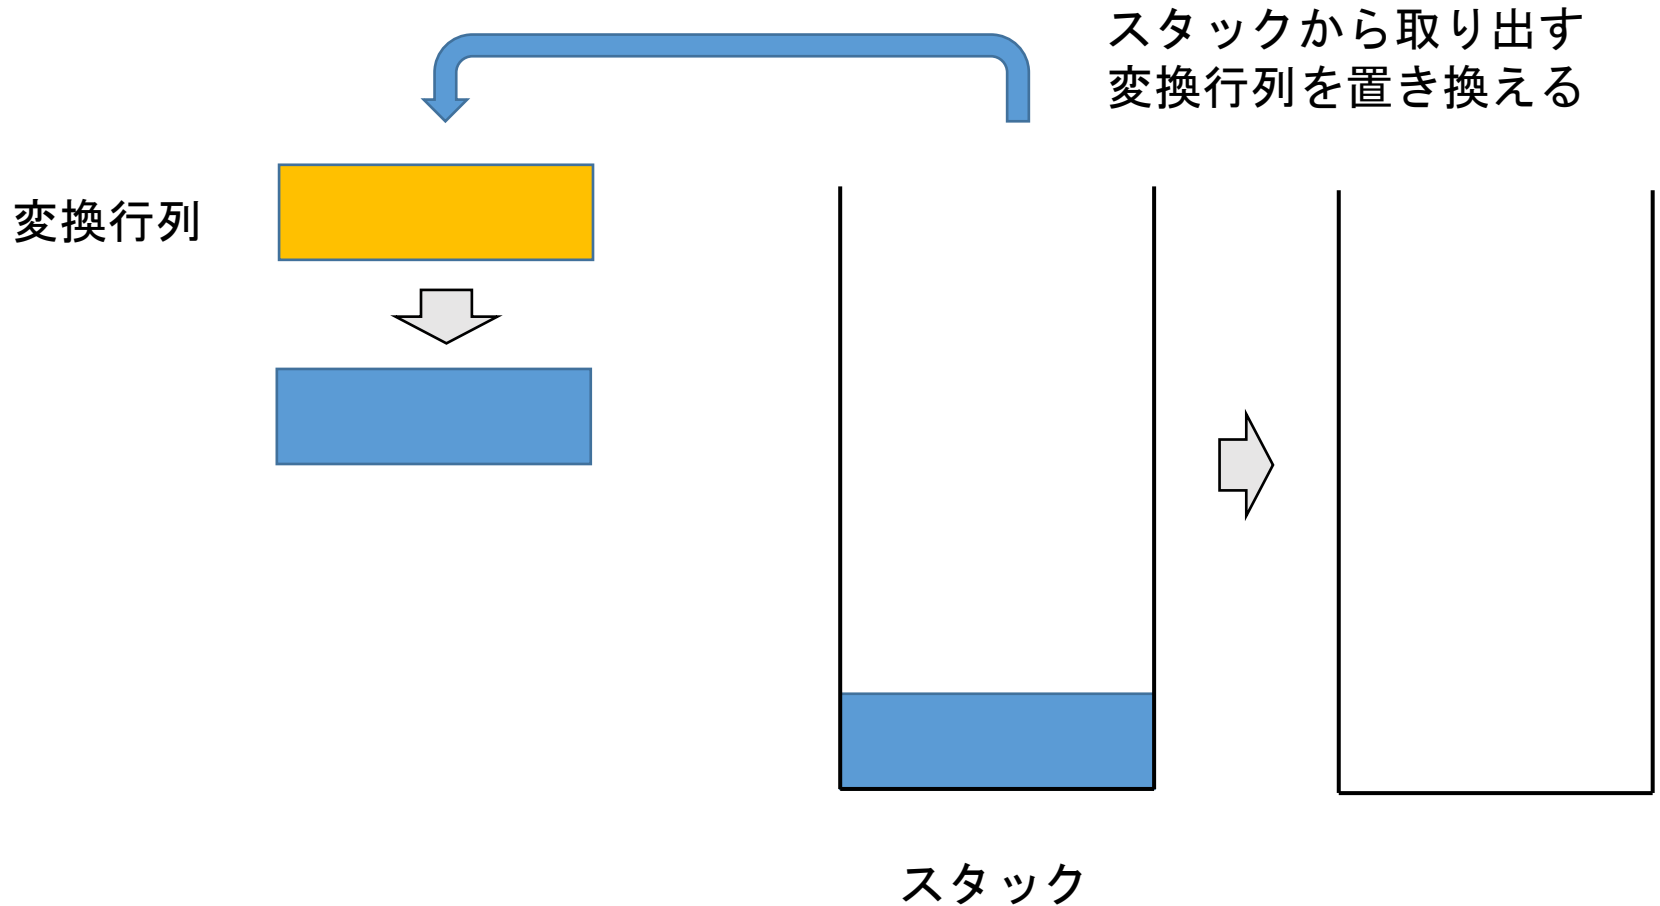 スタックから取り出す
変換行列を置き換える
変換行列
スタック